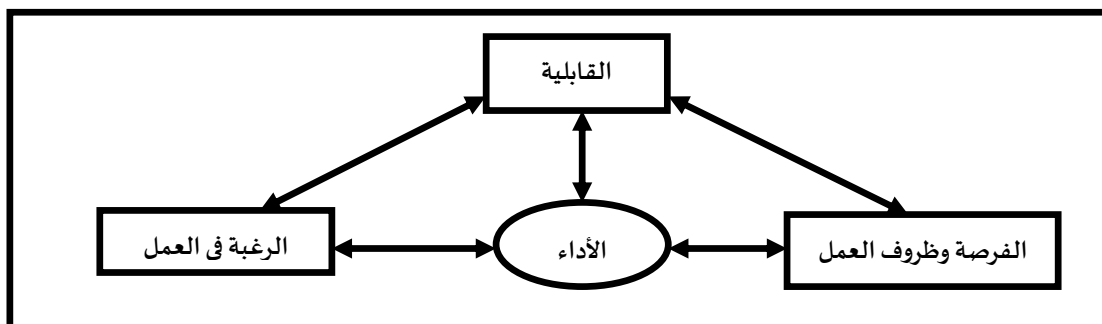 القابلية
الفرصة وظروف العمل
الأداء
الرغبة فى العمل